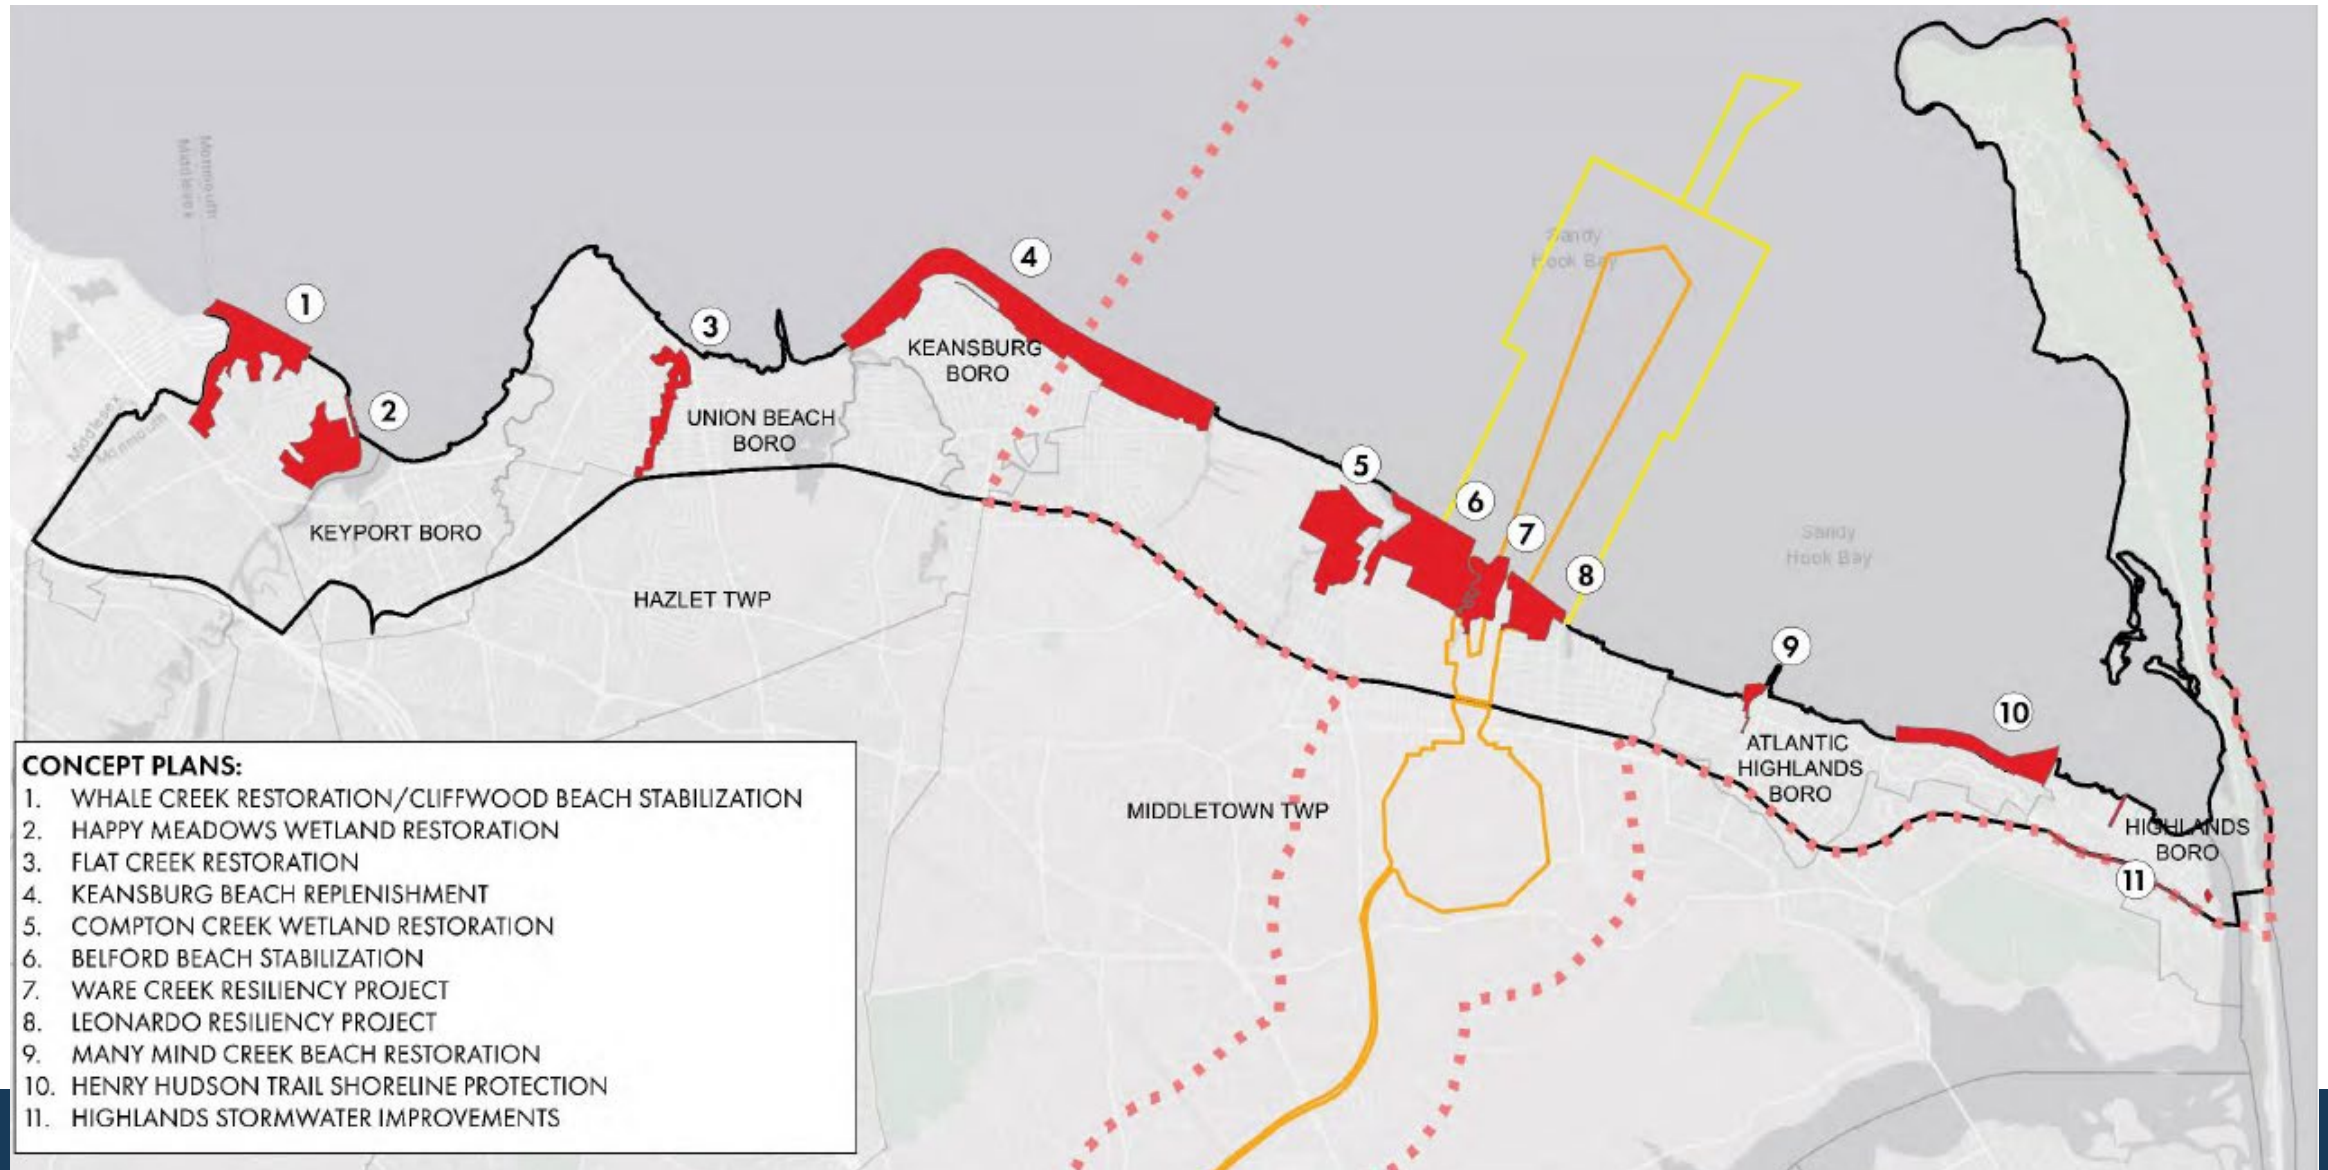 Monmouth
Middlesex
Middlesex
Monmouth
Sandy
Hook Bay
Sandy
Hook Bay
1
2
3
4
5
6
7
8
9
10
11
KEANSBURG
BORO
UNION BEACH
BORO
KEYPORT BORO
HAZLET TWP
MIDDLETOWN TWP
ATLANTIC
HIGHLANDS
BORO
HIGHLANDS
BORO
CONCEPT PLANS:
1. WHALE CREEK RESTORATION/CLIFFWOOD BEACH STABILIZATION
2. HAPPY MEADOWS WETLAND RESTORATION
3. FLAT CREEK RESTORATION
4. KEANSBURG BEACH REPLENISHMENT
5. COMPTON CREEK WETLAND RESTORATION
6. BELFORD BEACH STABILIZATION
7. WARE CREEK RESILIENCY PROJECT
8. LEONARDO RESILIENCY PROJECT
9. MANY MIND CREEK BEACH RESTORATION
10. HENRY HUDSON TRAIL SHORELINE PROTECTION
11. HIGHLANDS STORMWATER IMPROVEMENTS